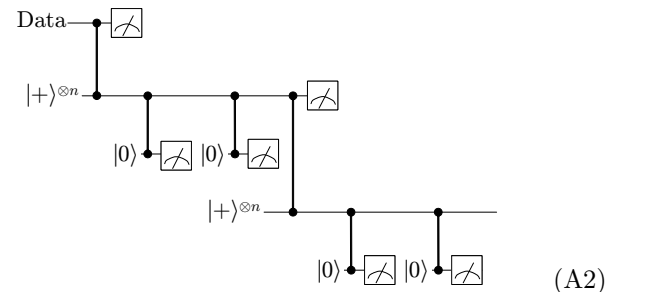 Data
|+⟩⊗n
|0⟩ |0⟩
|+⟩⊗n
|0⟩ |0⟩ (A2)